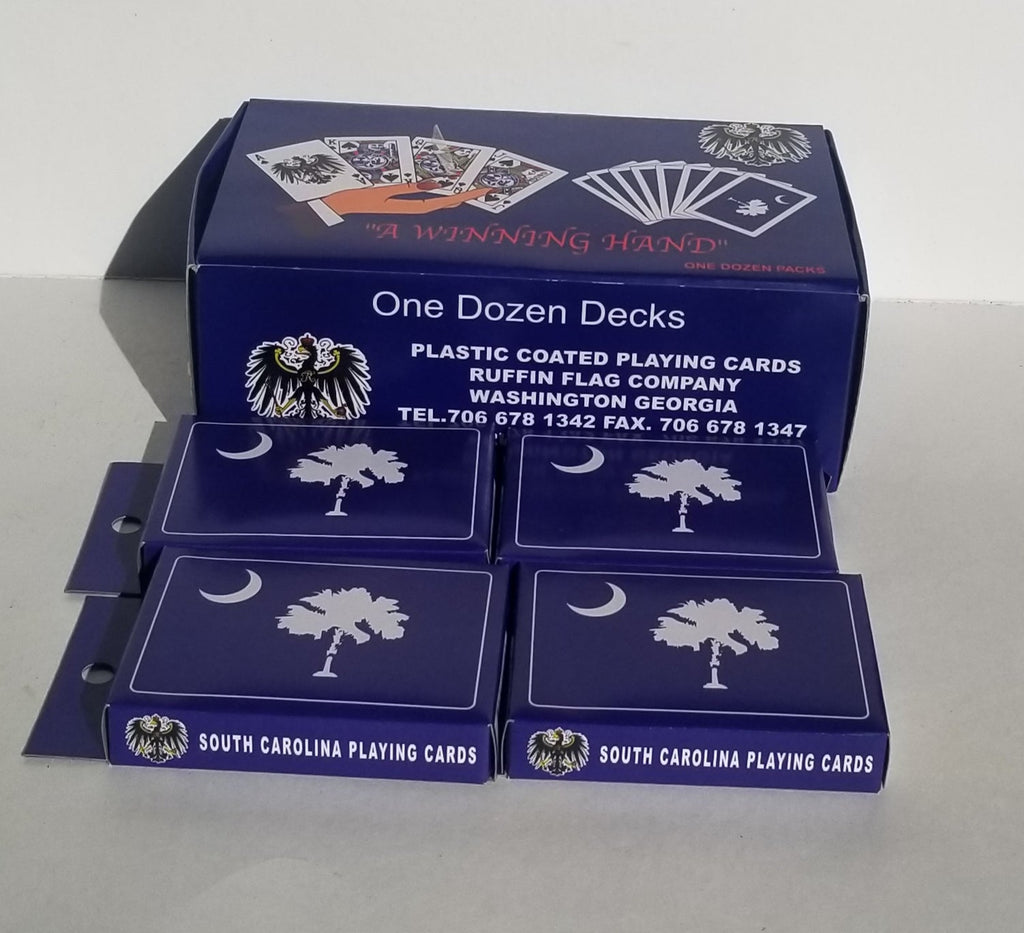 "A WINNING HAND"
ONE DOZEN PACKS
One Dozen Decks
PLASTIC COATED PLAYING CARDS
RUFFIN FLAG COMPANY
WASHINGTON GEORGIA
TEL.706 678 1342 FAX. 706 678 1347
SOUTH CAROLINA PLAYING CARDS
SOUTH CAROLINA PLAYING CARDS